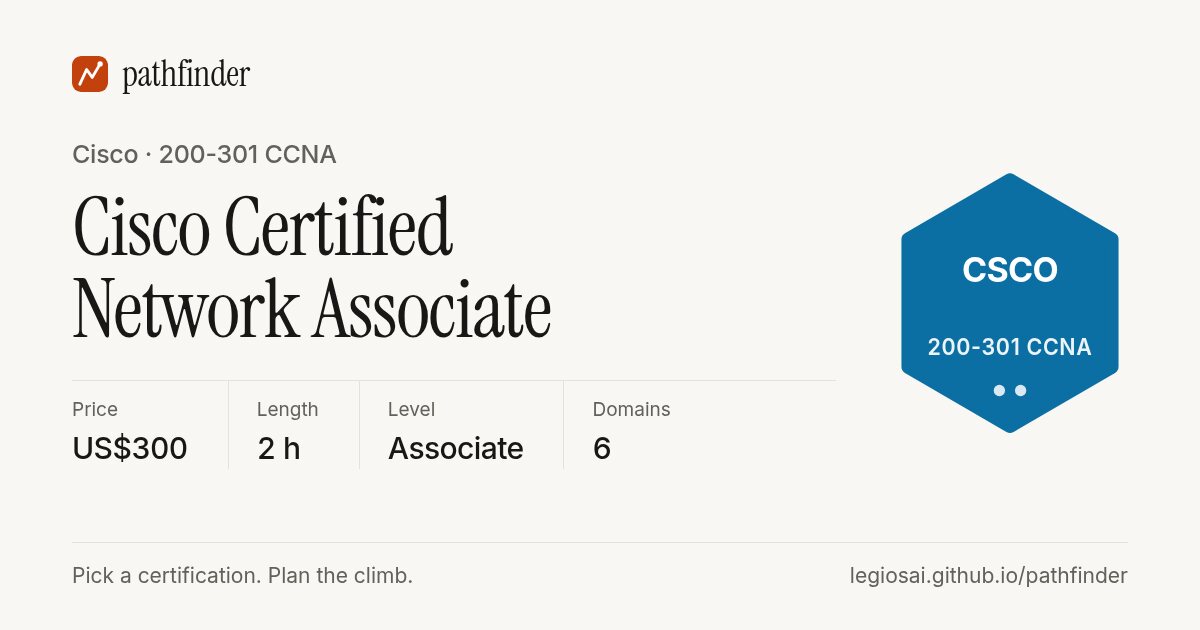 pathfinder
Cisco · 200-301 CCNA
Cisco Certified
Network Associate
CSCO
200-301 CCNA
Price
US$300
Length
2 h
Level
Associate
Domains
6
Pick a certification. Plan the climb.
legiosai.github.io/pathfinder